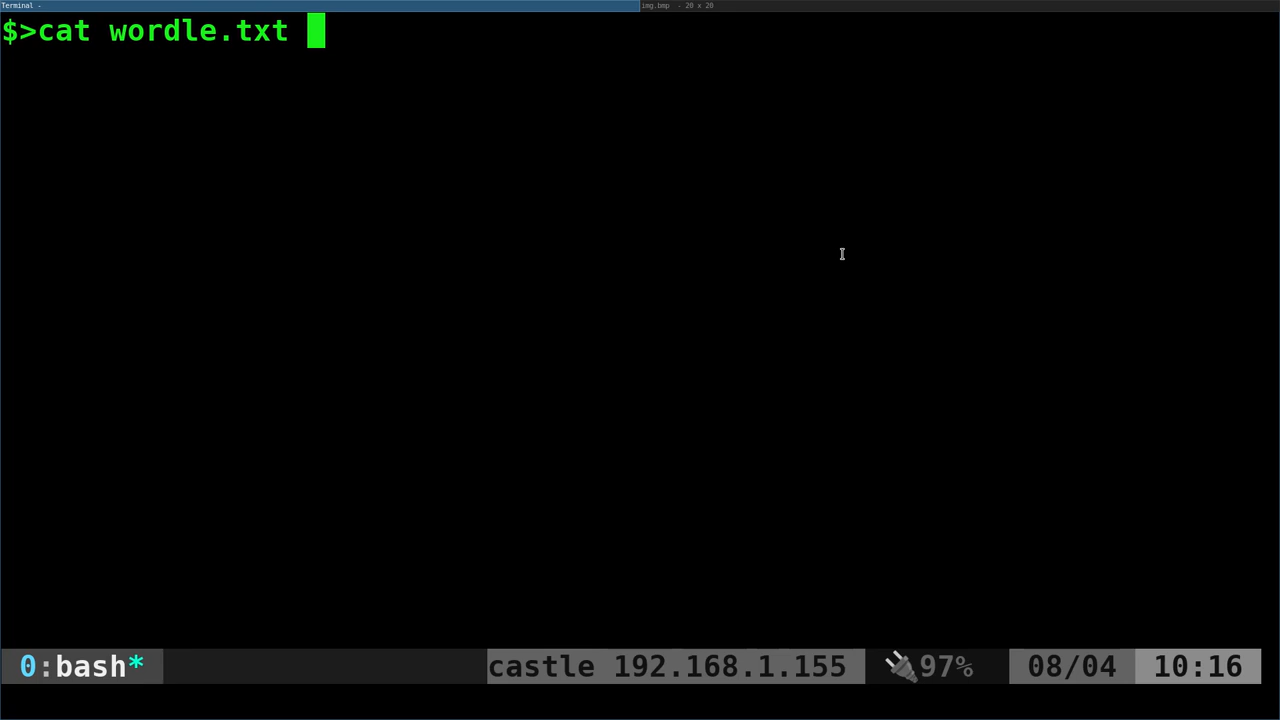 Terminal -
img.bmp - 20 x 20
$>cat wordle.txt
0:bash*
castle 192.168.1.155
97%
08/04
10:16